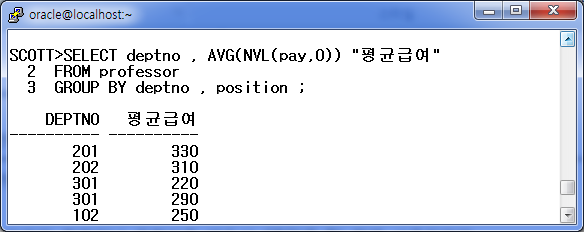 oracle@localhost:~
SCOTT>SELECT deptno , AVG(NVL(pay,0)) "평균급여"
2 FROM professor
3 GROUP BY deptno , position ;
DEPTNO 평균급여
---------- ----------
201 330
202 310
301 220
301 290
102 250